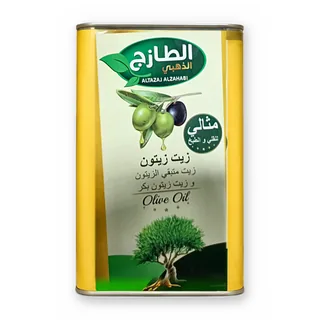 الطازج
الذهبي
ALTAZAJ ALZAHABI
مثالي
للقلي و الطبخ
زيت زيتون
زيت متبقي الزيتون
و زيت زيتون بكر
Olive Oil